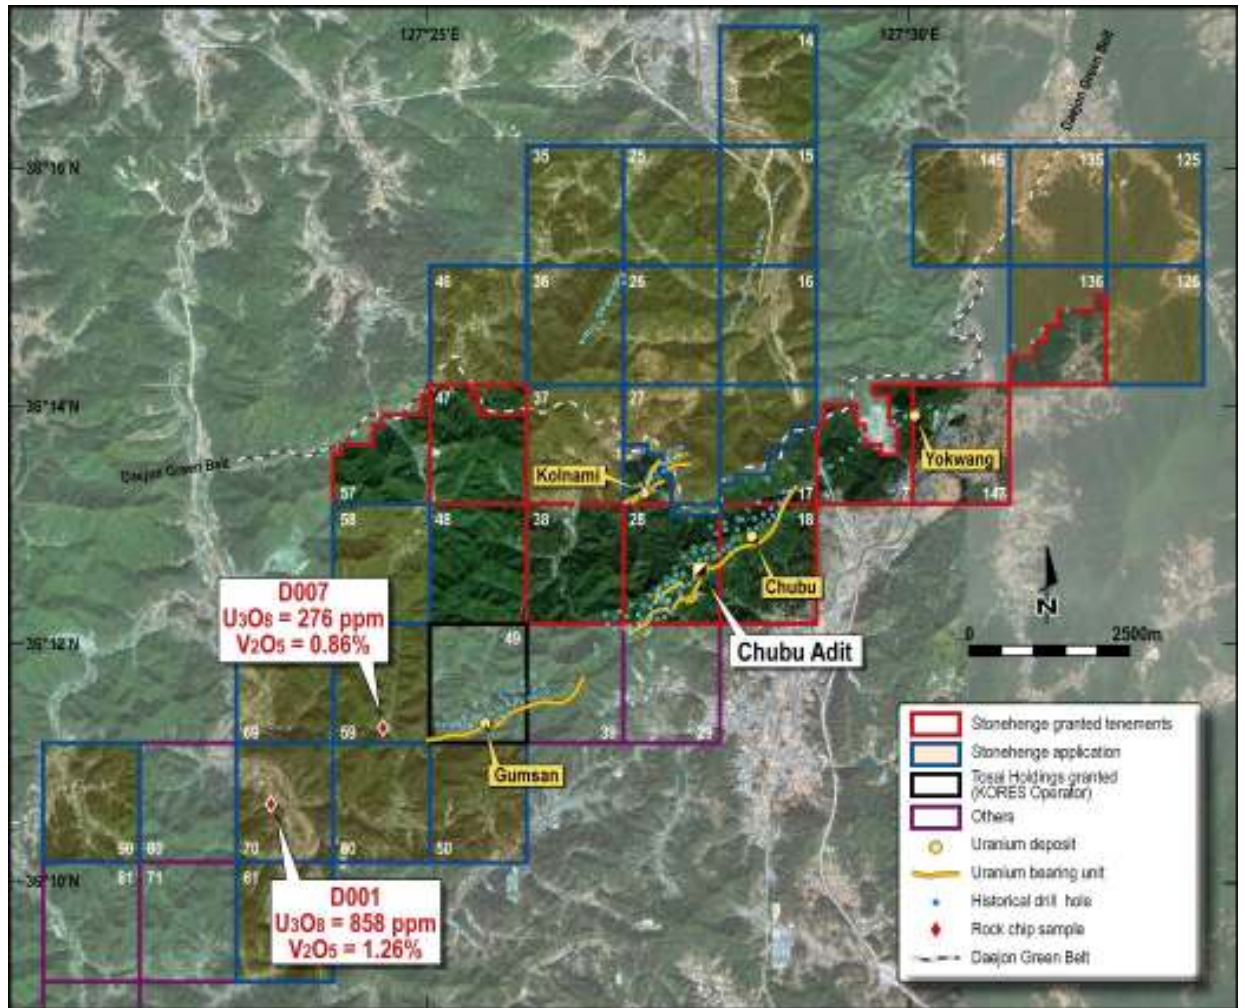 127°25'E
127°30'E
14
Daejon Green Belt
36°16' N
35
25
15
145
135
125
46
36
26
16
136
126
36°14' N
47
37
27
Kolnami
Yokwang
Daejon Green Belt
57
17
7
147
58
48
38
28
18
Chubu
D007
U3O8 = 276 ppm
V2O5 = 0.86%
N
36°12' N
49
Chubu Adit
0
2500m
69
59
39
29
Gumsan
Stonehenge granted tenements
Stonehenge application
Tosai Holdings granted
(KORES Operator)
Others
Uranium deposit
Uranium bearing unit
Historical drill hole
Rock chip sample
Daejon Green Belt
90
80
70
60
50
36°10' N
81
71
61
D001
U3O8 = 858 ppm
V2O5 = 1.26%